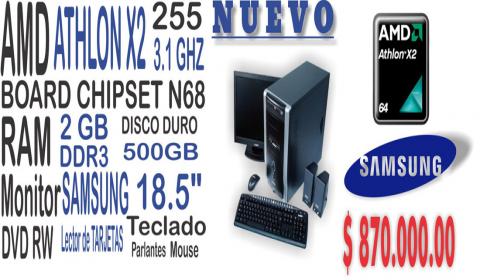 AMD ATHLON X2 255 3.1 GHZ
BOARD CHIPSET N68
RAM 2 GB DDR3 DISCO DURO 500GB
Monitor SAMSUNG 18.5"
DVD RW Lector de TARJETAS Teclado Parlantes Mouse
NUEVO
AMD
Athlon X2
64
SAMSUNG
$ 870.000.00